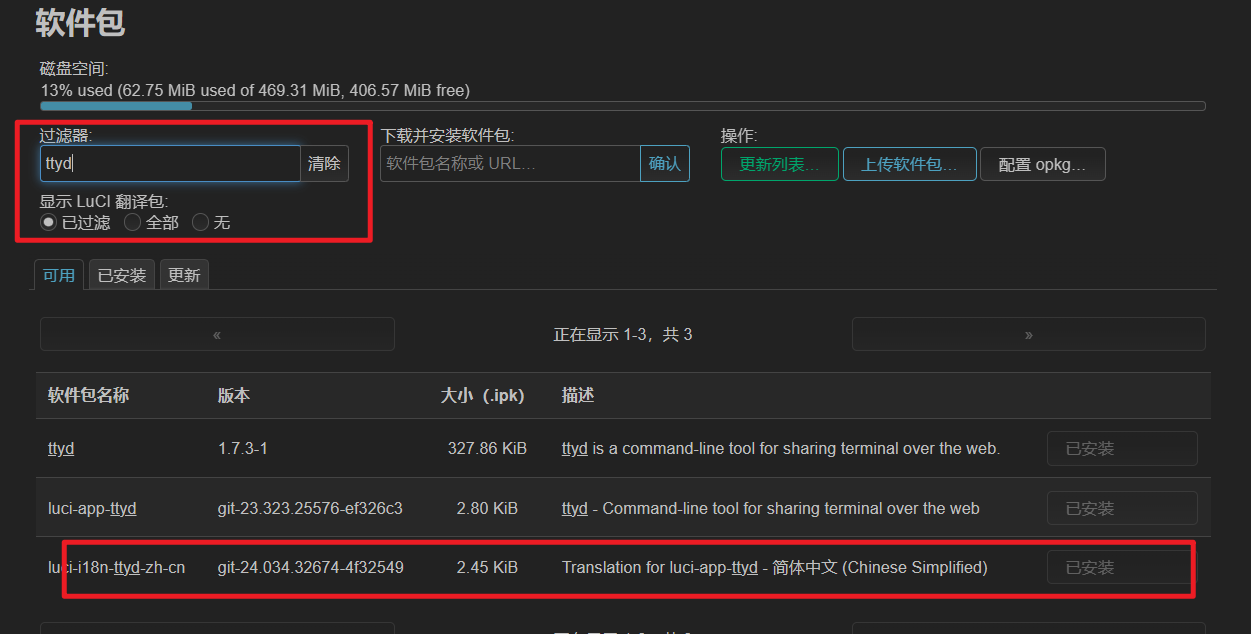 软件包
磁盘空间:
13% used (62.75 MiB used of 469.31 MiB, 406.57 MiB free)
过滤器: 下载并安装软件包: 操作:
ttyd 清除 软件包名称或 URL… 确认 更新列表… 上传软件包… 配置 opkg…
显示 LuCI 翻译包:
已过滤 全部 无
可用 已安装 更新
« 正在显示 1-3，共 3 »
软件包名称 版本 大小（.ipk) 描述
ttyd 1.7.3-1 327.86 KiB ttyd is a command-line tool for sharing terminal over the web. 已安装
luci-app-ttyd git-23.323.25576-ef326c3 2.80 KiB ttyd - Command-line tool for sharing terminal over the web 已安装
luci-i18n-ttyd-zh-cn git-24.034.32674-4f32549 2.45 KiB Translation for luci-app-ttyd - 简体中文 (Chinese Simplified) 已安装